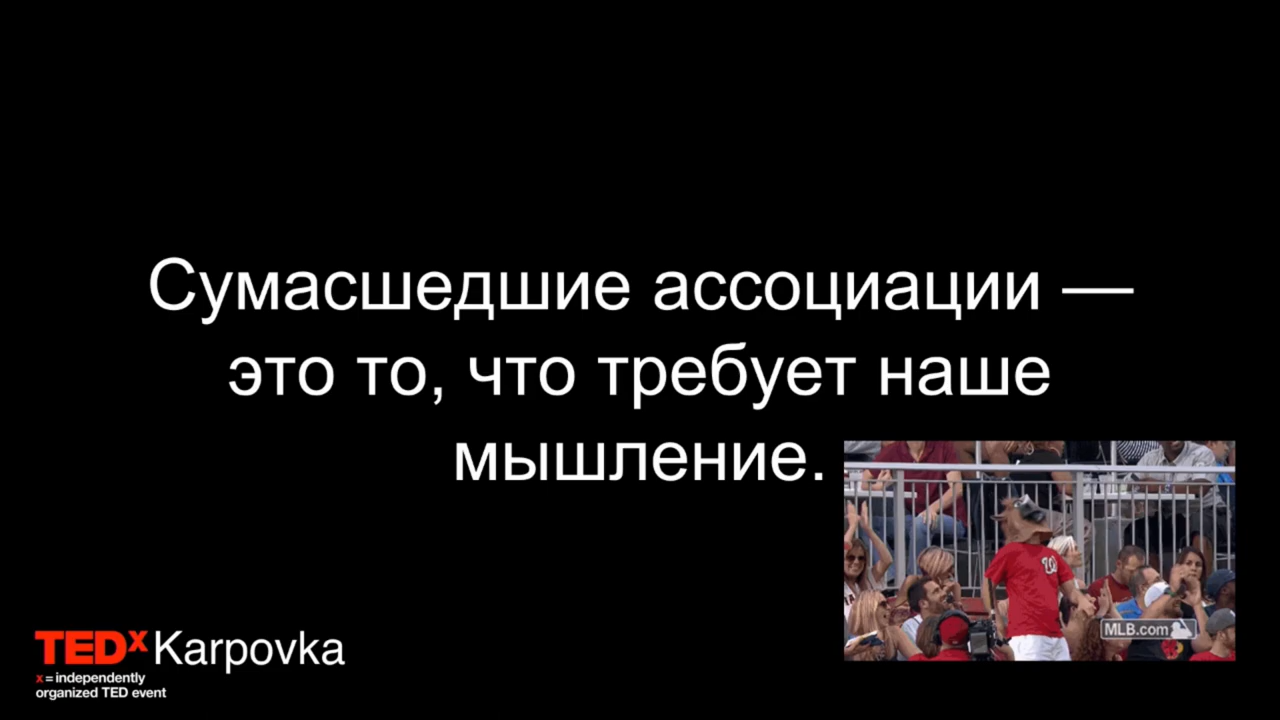 Сумасшедшие ассоциации —
это то, что требует наше
мышление.
MLB.com
TEDx Karpovka
x = independently
organized TED event